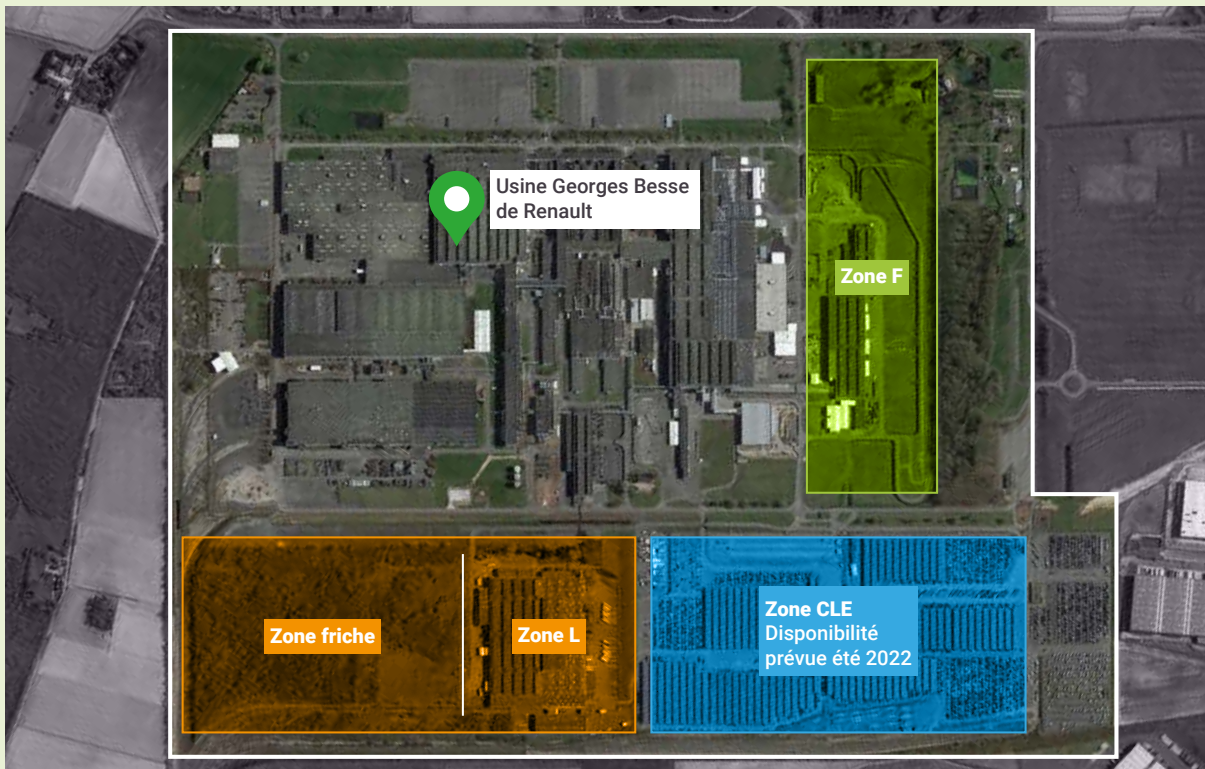 Usine Georges Besse
de Renault
Zone F
Zone friche
Zone L
Zone CLE
Disponibilité
prévue été 2022